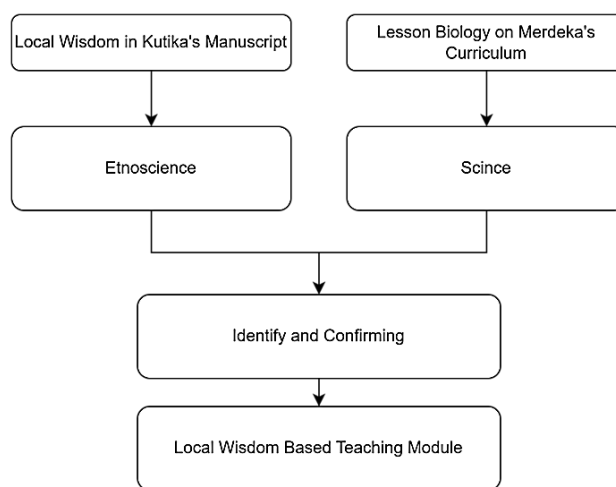 Local Wisdom in Kutika's Manuscript
Lesson Biology on Merdeka's
Curriculum
Etnoscience
Scince
Identify and Confirming
Local Wisdom Based Teaching Module